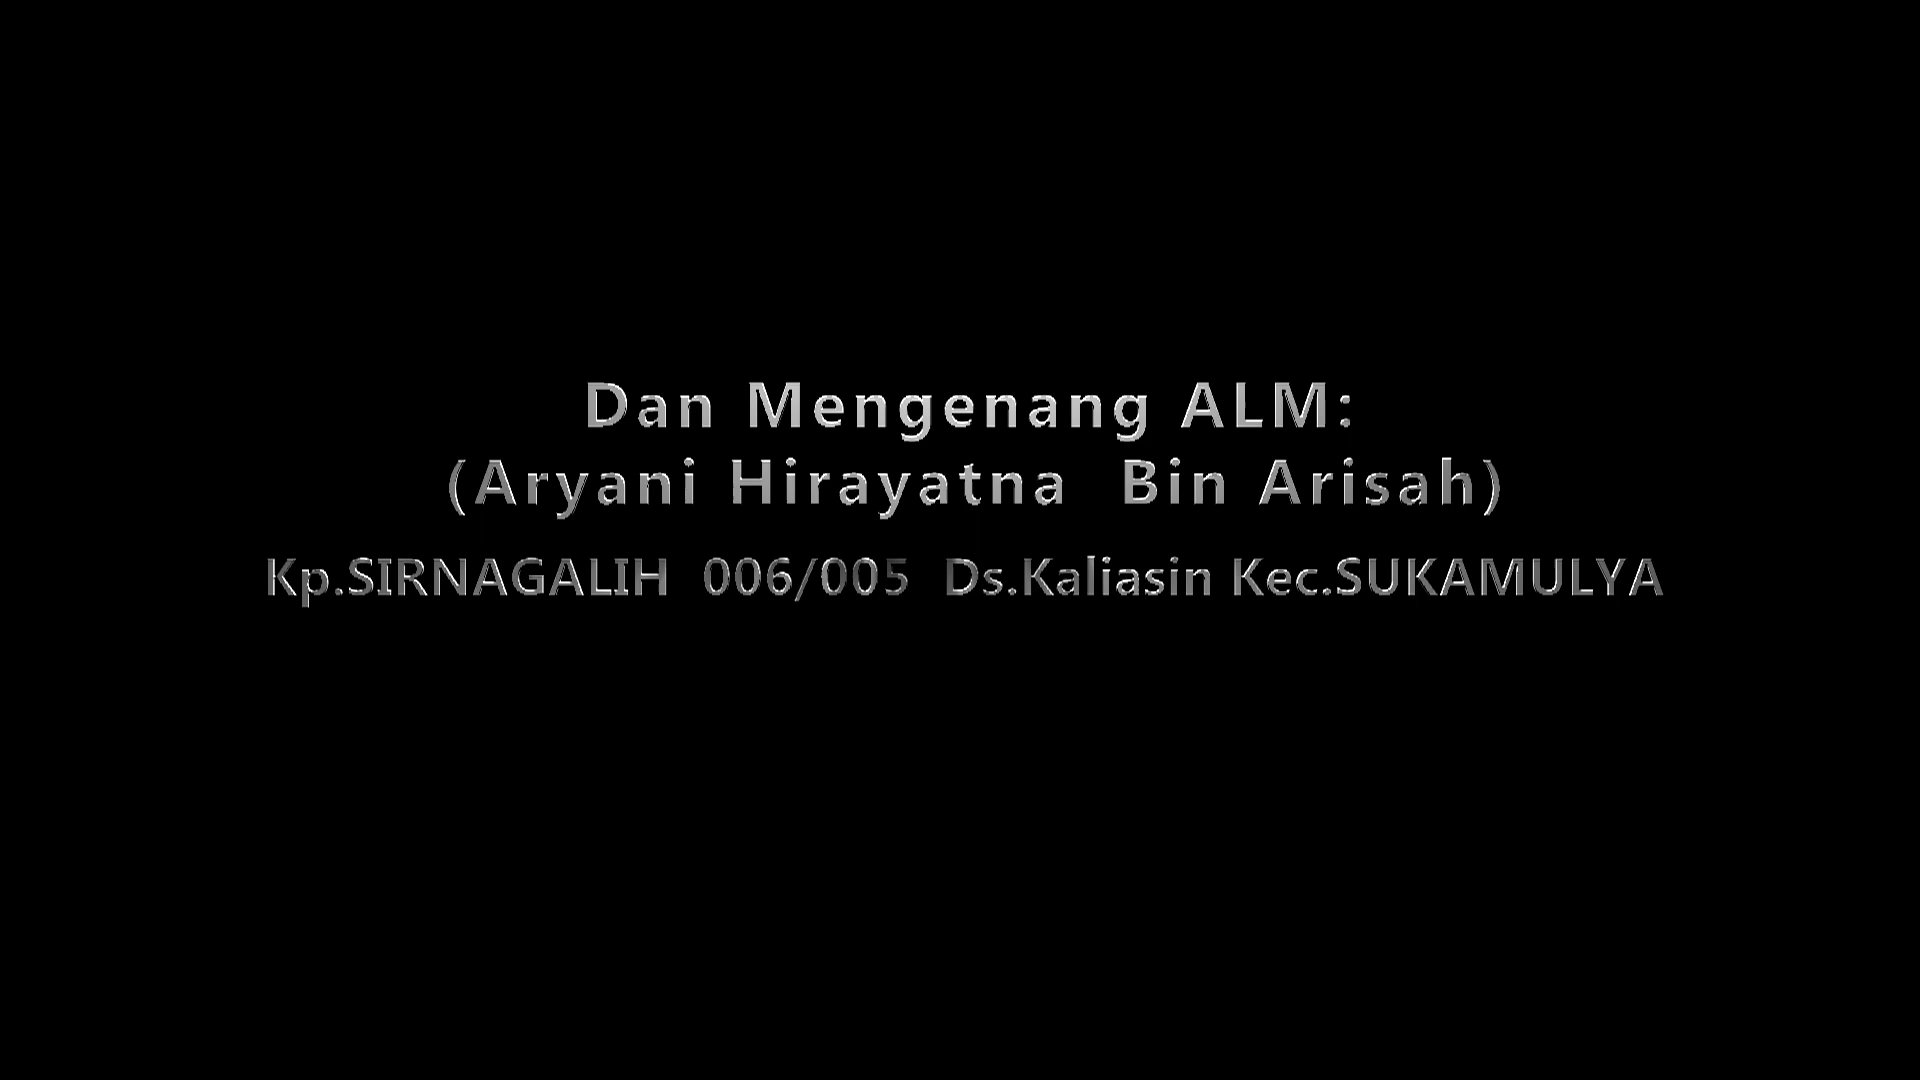 Dan Mengenang ALM:
(Aryani Hirayatna  Bin Arisah)
Kp.SIRNAGALIH  006/005  Ds.Kaliasin Kec.SUKAMULYA